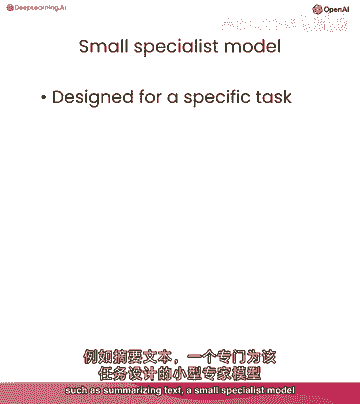 DeepLearning.AI
OpenAI
Small specialist model
• Designed for a specific task
例如摘要文本，一个专门为该
任务设计的小型专家模型
such as summarizing text, a small specialist model